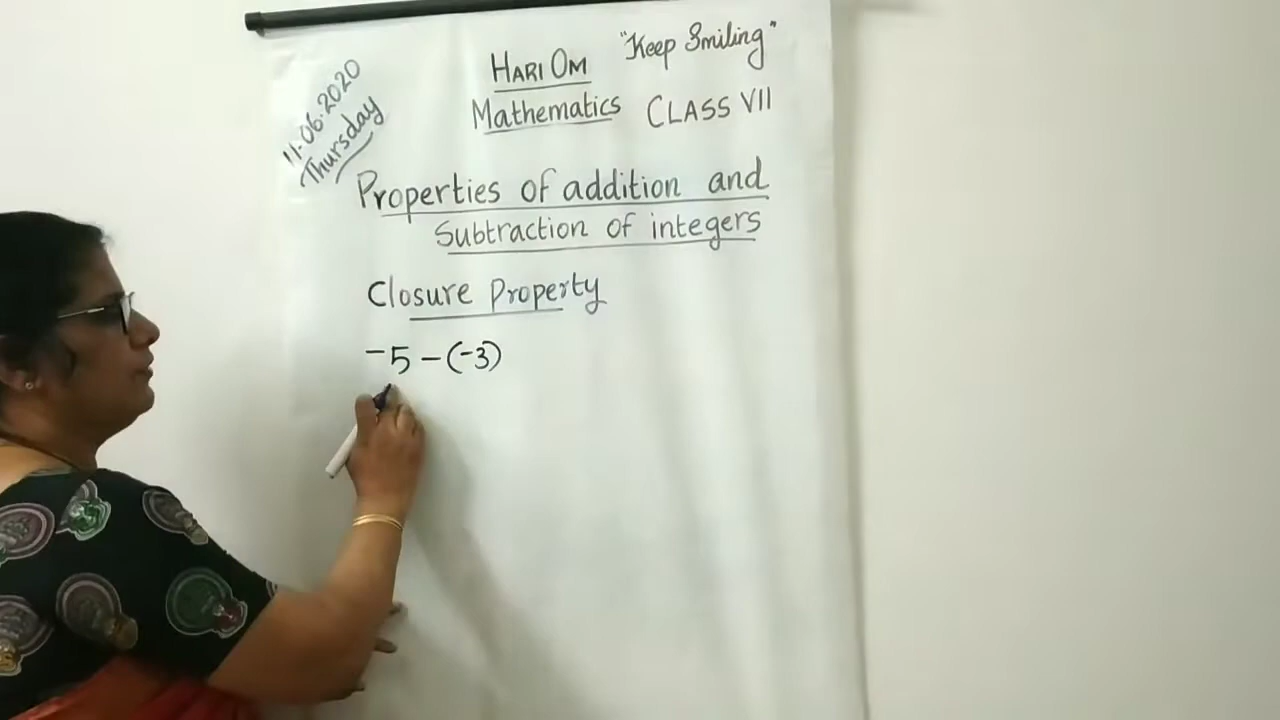 11.06.2020
Thursday
HARI OM "Keep Smiling"
Mathematics CLASS VII
Properties of addition and
Subtraction of integers
Closure Property
-5-(-3)